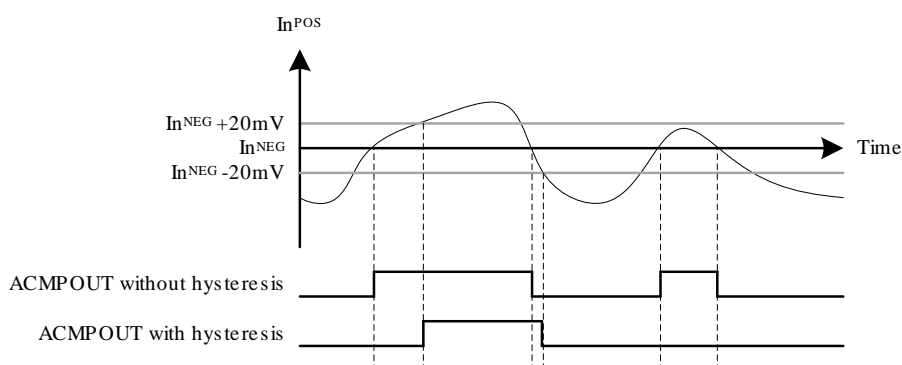 InPOS
InNEG +20mV
InNEG
InNEG -20mV
Time
ACMPOUT without hysteresis
ACMPOUT with hysteresis